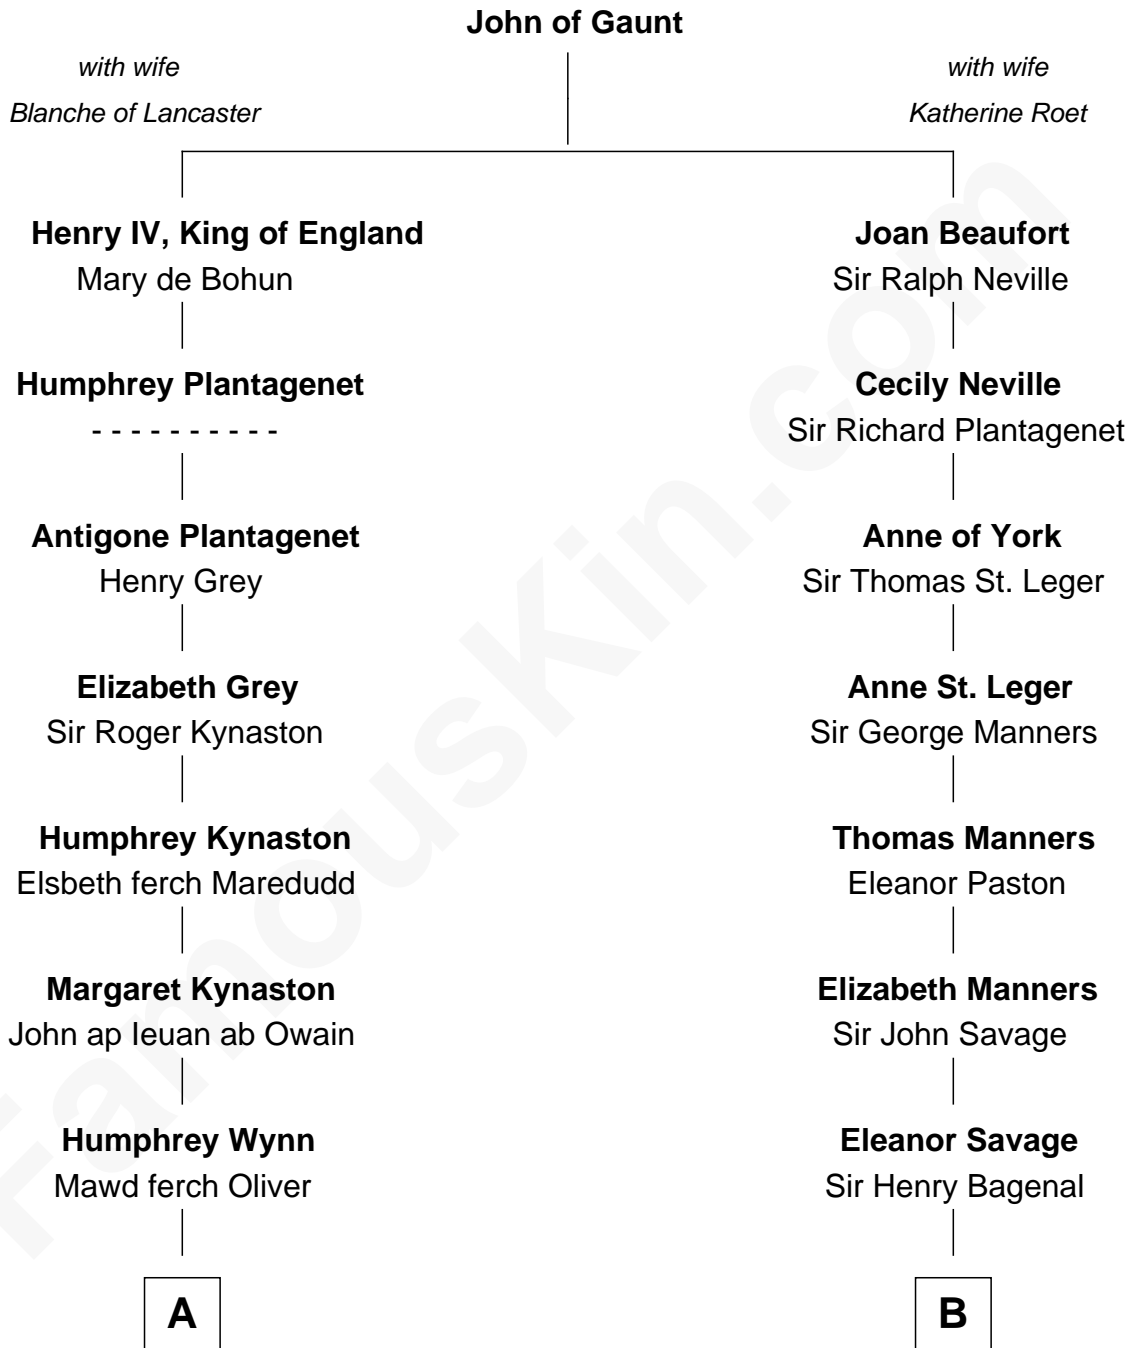 John of Gaunt
with wife
Blanche of Lancaster
with wife
Katherine Roet
Henry IV, King of England
Mary de Bohun
Joan Beaufort
Sir Ralph Neville
Humphrey Plantagenet
- - - - - - - - - -
Cecily Neville
Sir Richard Plantagenet
Antigone Plantagenet
Henry Grey
Anne of York
Sir Thomas St. Leger
Elizabeth Grey
Sir Roger Kynaston
Anne St. Leger
Sir George Manners
Humphrey Kynaston
Elsbeth ferch Maredudd
Thomas Manners
Eleanor Paston
Margaret Kynaston
John ap Ieuan ab Owain
Elizabeth Manners
Sir John Savage
Humphrey Wynn
Mawd ferch Oliver
Eleanor Savage
Sir Henry Bagenal
A
B
FamousKin.com